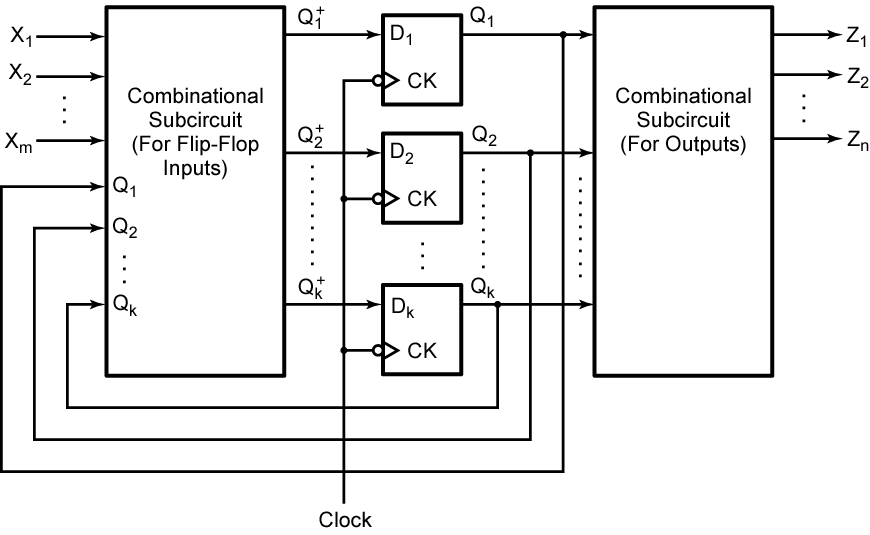 X₁
X₂
Xₘ
Q₁
Q₂
Qₖ
Combinational
Subcircuit
(For Flip-Flop
Inputs)
Q₁⁺
Q₂⁺
Qₖ⁺
D₁
CK
D₂
CK
Dₖ
CK
Q₁
Q₂
Qₖ
Combinational
Subcircuit
(For Outputs)
Z₁
Z₂
Zₙ
Clock